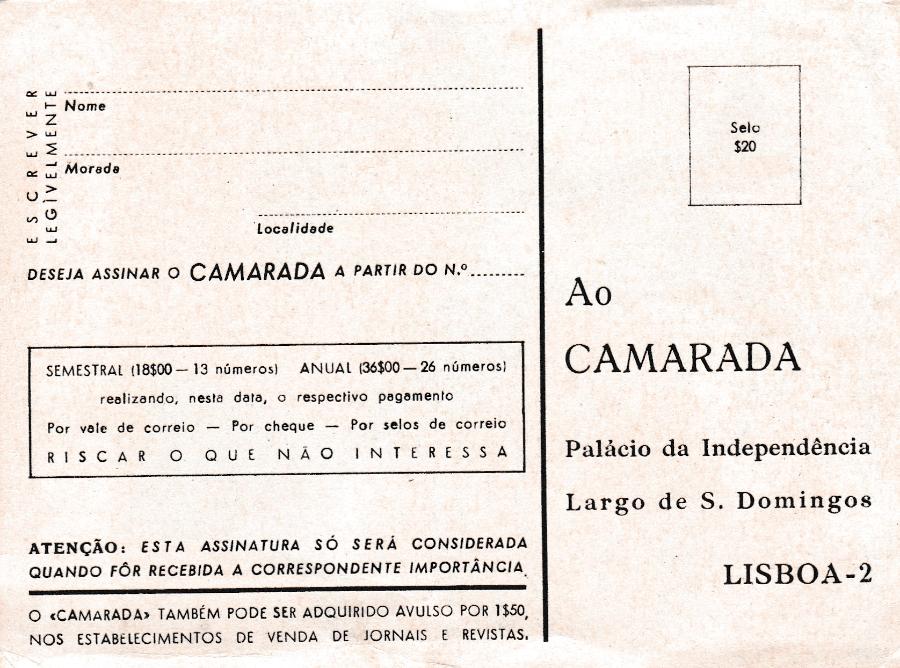 ESCREVER
LEGÌVELMENTE
Nome
Morada
Localidade
DESEJA ASSINAR O CAMARADA A PARTIR DO N.º
SEMESTRAL (18$00 — 13 números) ANUAL (36$00 — 26 números)
realizando, nesta data, o respectivo pagamento
Por vale de correio — Por cheque — Por selos de correio
RISCAR O QUE NÃO INTERESSA
ATENÇÃO: ESTA ASSINATURA SÓ SERÁ CONSIDERADA
QUANDO FÔR RECEBIDA A CORRESPONDENTE IMPORTÂNCIA
O «CAMARADA» TAMBÉM PODE SER ADQUIRIDO AVULSO POR 1$50,
NOS ESTABELECIMENTOS DE VENDA DE JORNAIS E REVISTAS.
Selo
$20
Ao
CAMARADA
Palácio da Independência
Largo de S. Domingos
LISBOA-2